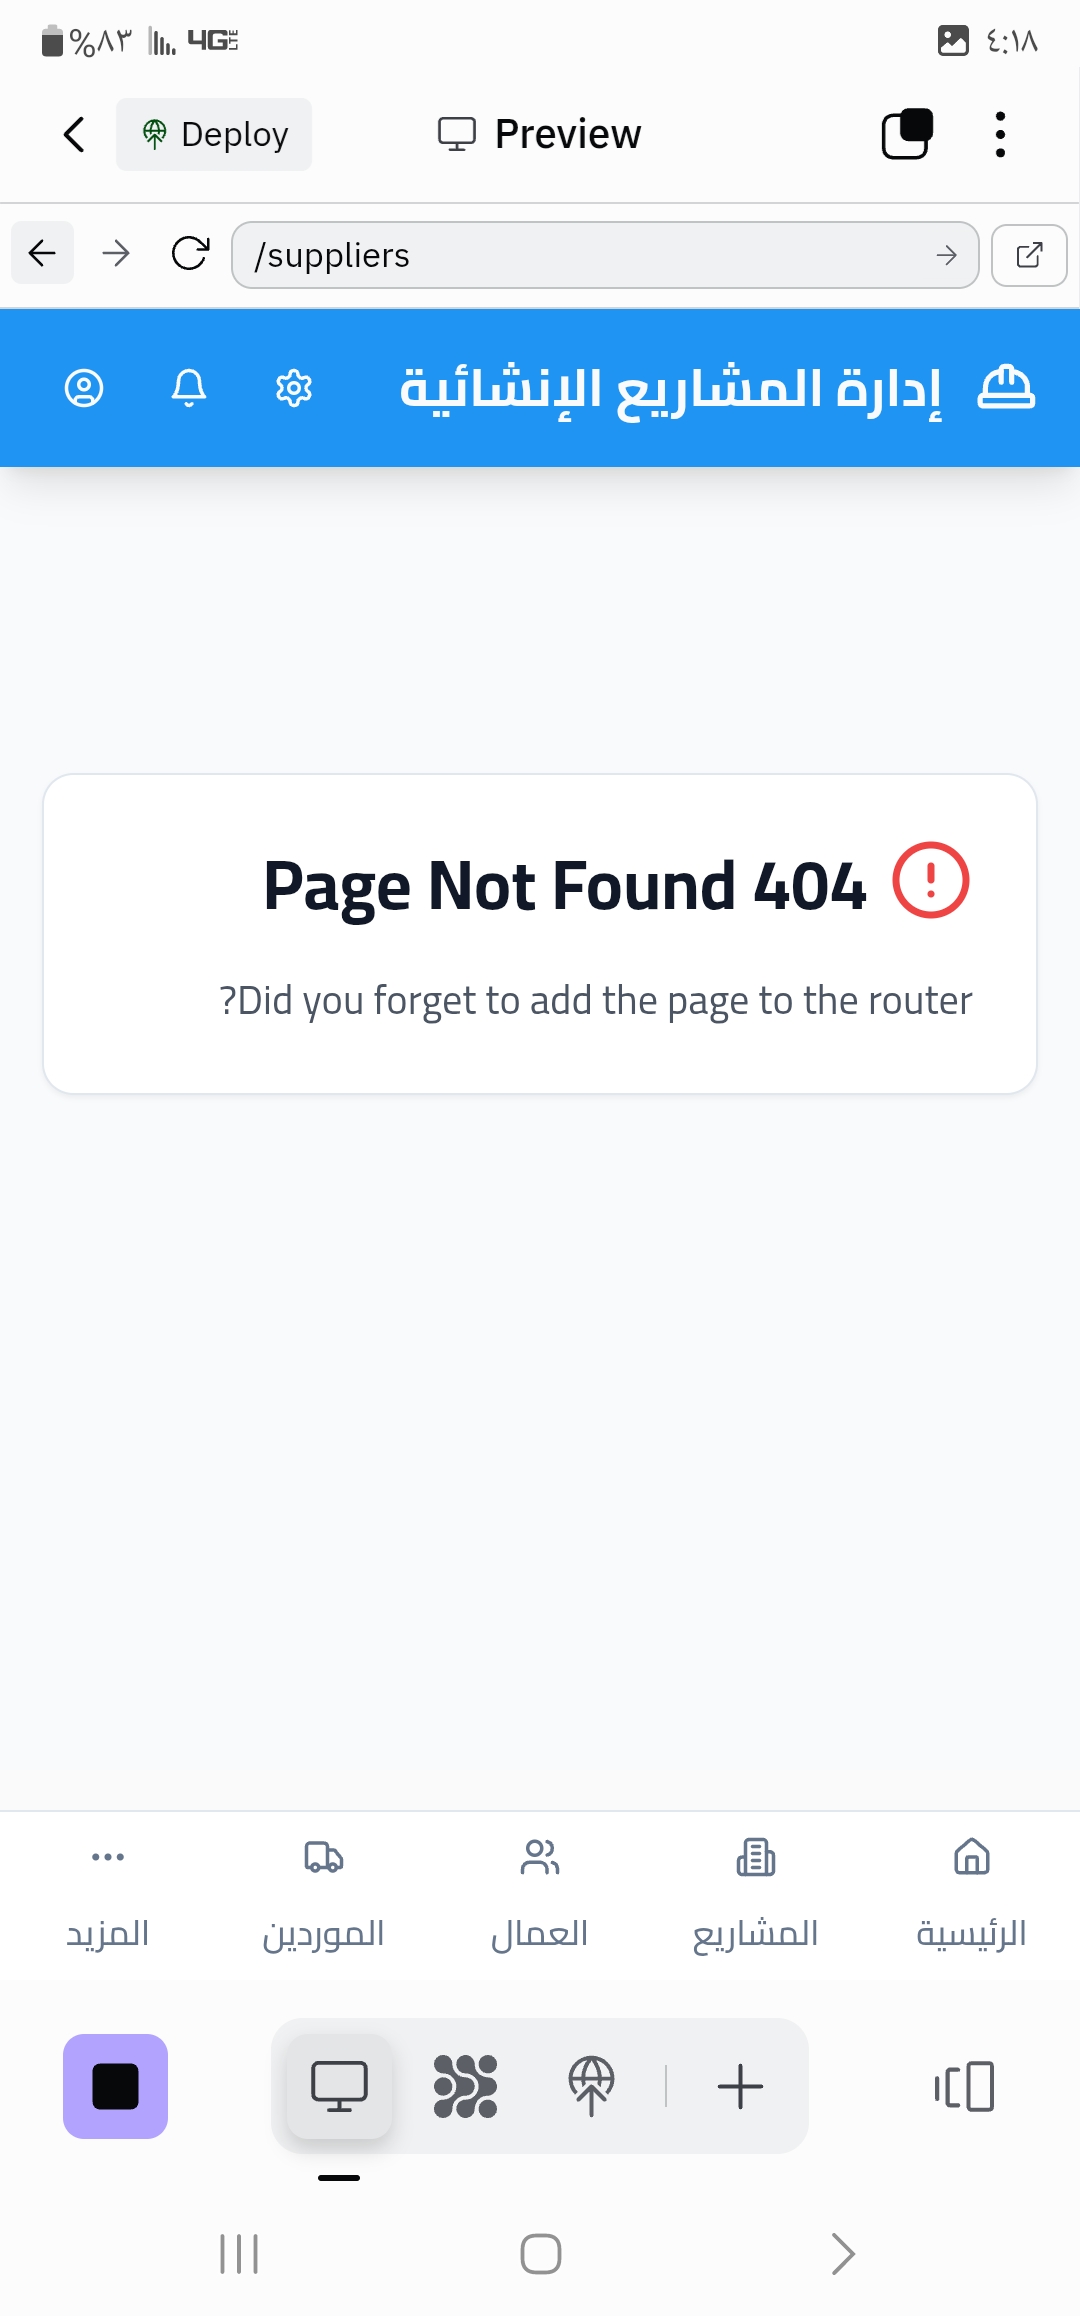 %٨٣ 4G LTE ٤:١٨
Deploy Preview
/suppliers
إدارة المشاريع الإنشائية
Page Not Found 404
?Did you forget to add the page to the router
الرئيسية المشاريع العمال الموردين المزيد